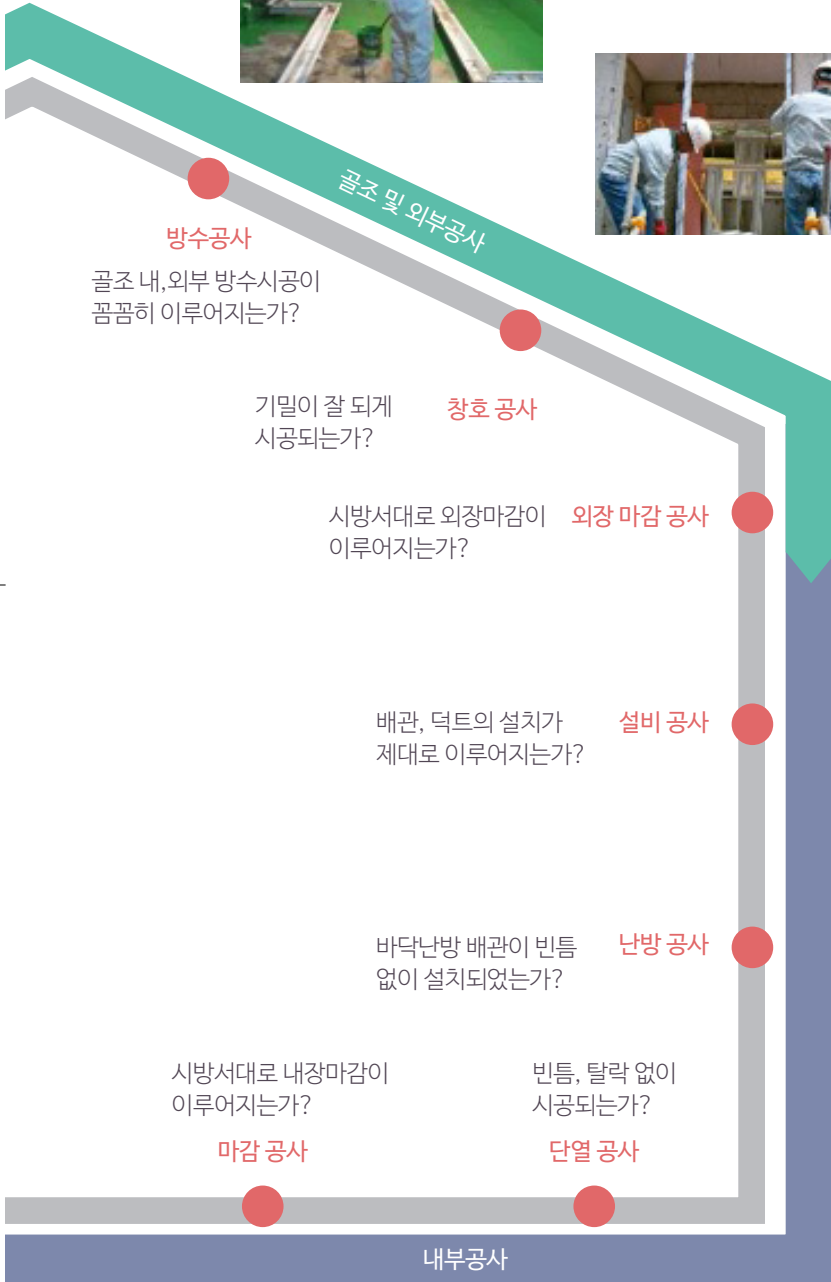 골조 및 외부공사
방수공사
골조 내,외부 방수시공이
꼼꼼히 이루어지는가?
기밀이 잘 되게
시공되는가?
창호 공사
시방서대로 외장마감이
이루어지는가?
외장 마감 공사
배관, 덕트의 설치가
제대로 이루어지는가?
설비 공사
바닥난방 배관이 빈틈
없이 설치되었는가?
난방 공사
시방서대로 내장마감이
이루어지는가?
마감 공사
빈틈, 탈락 없이
시공되는가?
단열 공사
내부공사